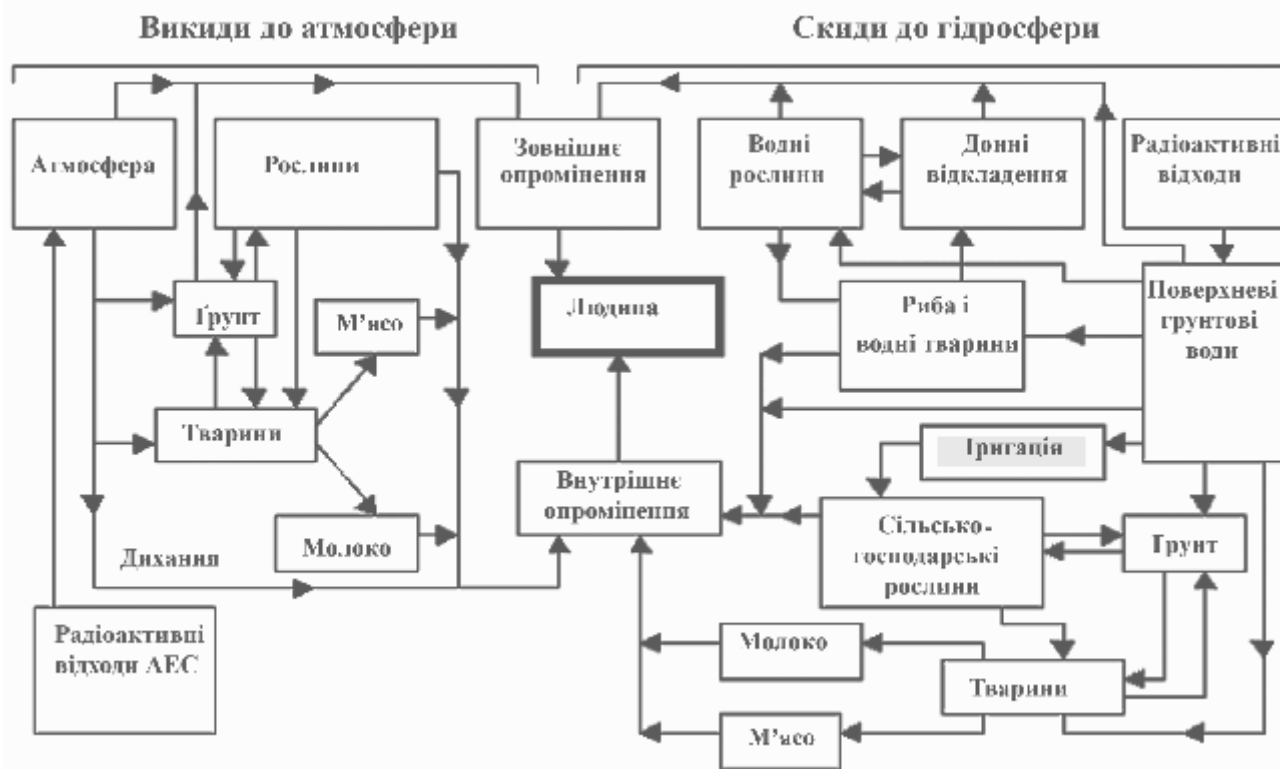 Викиди до атмосфери
Скиди до гідросфери
Атмосфера
Рослини
Зовнішнє
опромінення
Водні
рослини
Донні
відкладення
Радіоактивні
відходи
Ґрунт
М'ясо
Людина
Риба і
водні тварини
Поверхневі
грунтові
води
Тварини
Іригація
Внутрішнє
опромінення
Молоко
Дихання
Сільсько-
господарські
рослини
Ґрунт
Радіоактивні
відходи АЕС
Молоко
Тварини
М'ясо